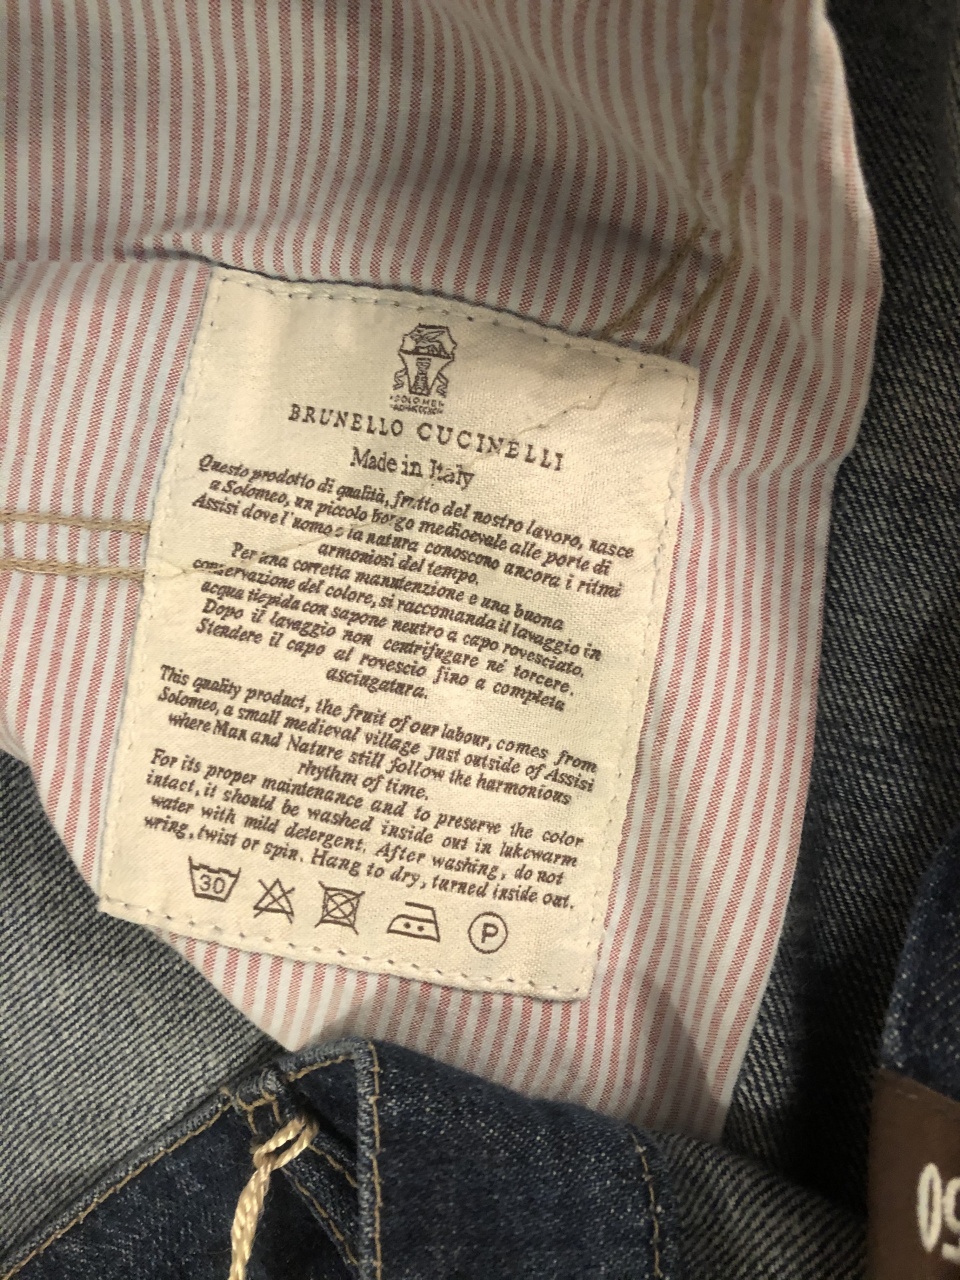 SOLOMEO
BRUNELLO CUCINELLI
Made in Italy
Questo prodotto di qualità, frutto del nostro lavoro, nasce
a Solomeo, un piccolo borgo medioevale alle porte di
Assisi dove l'uomo e la natura conoscono ancora i ritmi
armoniosi del tempo.
Per una corretta manutenzione e una buona
conservazione del colore, si raccomanda il lavaggio in
acqua tiepida con sapone neutro a capo rovesciato.
Dopo il lavaggio non centrifugare né torcere.
Stendere il capo al rovescio fino a completa
asciugatura.
This quality product, the fruit of our labour, comes from
Solomeo, a small medieval village just outside of Assisi
where Man and Nature still follow the harmonious
rhythm of time.
For its proper maintenance and to preserve the color
intact, it should be washed inside out in lukewarm
water with mild detergent. After washing, do not
wring, twist or spin. Hang to dry, turned inside out.
30
P
50